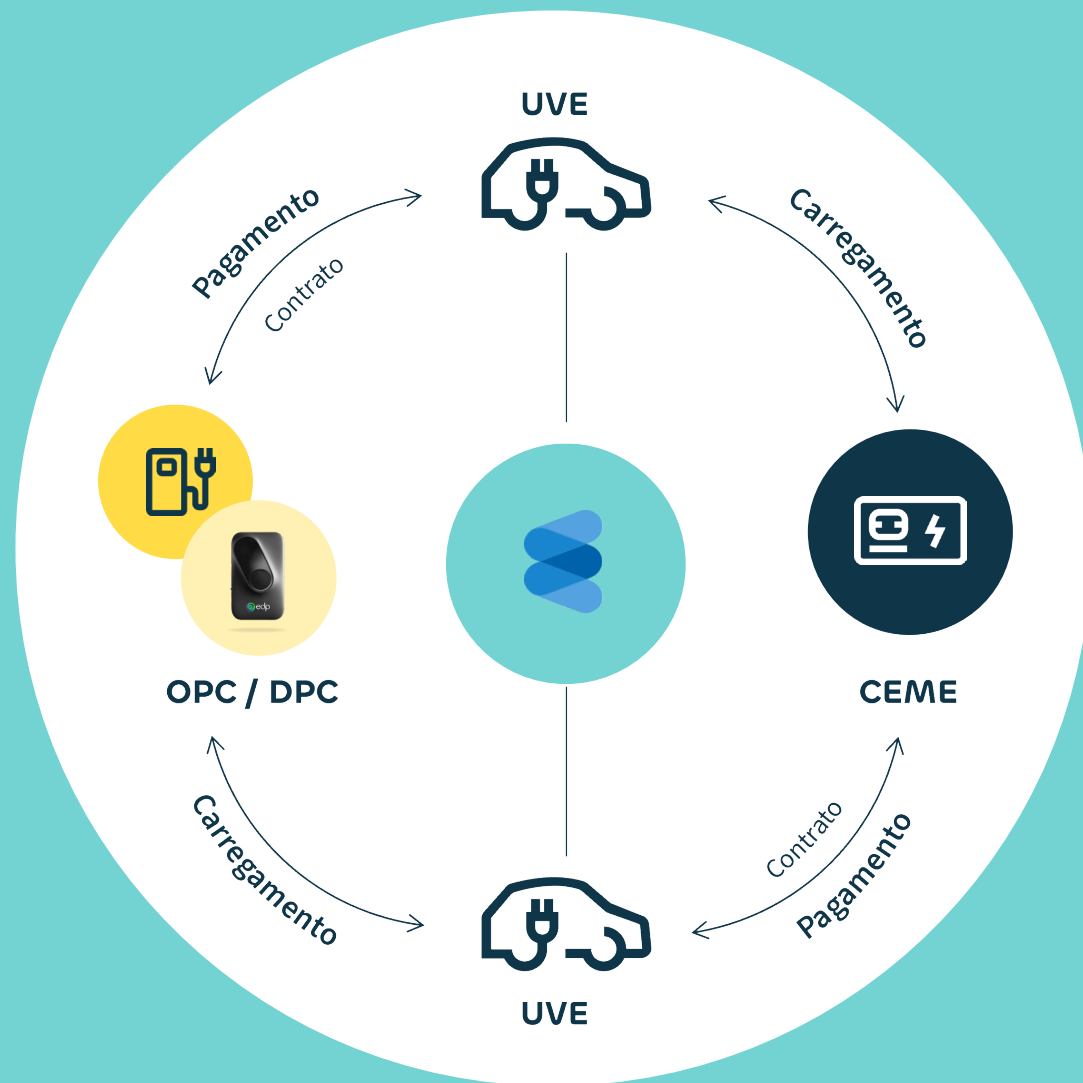 UVE
Pagamento
Contrato
Carregamento
edp
OPC / DPC
CEME
Carregamento
Contrato
Pagamento
UVE